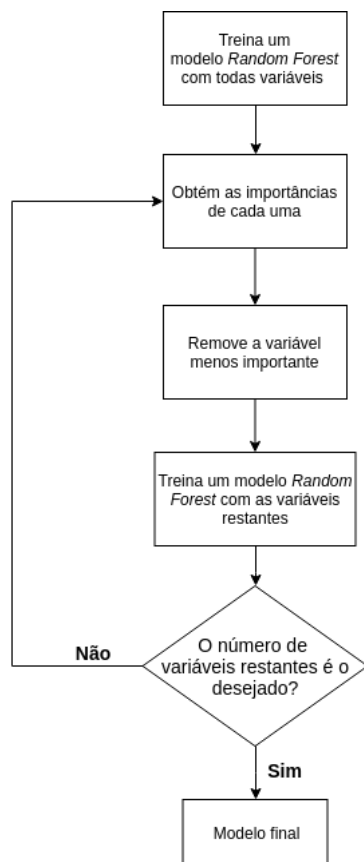 Treina um
modelo Random Forest
com todas variáveis
Obtém as importâncias
de cada uma
Remove a variável
menos importante
Treina um modelo Random
Forest com as variáveis
restantes
O número de
variáveis restantes é o
desejado?
Não
Sim
Modelo final